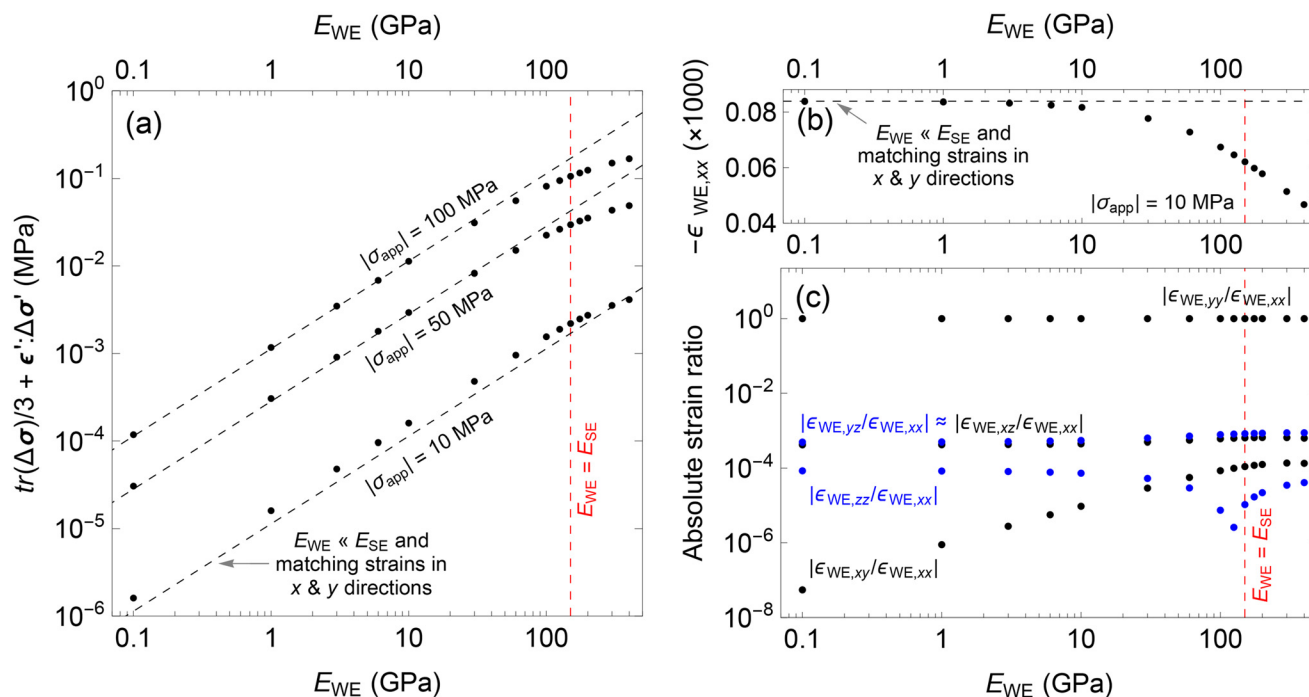 E_WE (GPa)
0.1 1 10 100
(a)
tr(Δσ)/3 + ϵ':Δσ' (MPa)
10^0
10^-1
10^-2
10^-3
10^-4
10^-5
10^-6
|σ_app| = 100 MPa
|σ_app| = 50 MPa
|σ_app| = 10 MPa
E_WE = E_SE
E_WE ≪ E_SE and
matching strains in
x & y directions
0.1 1 10 100
E_WE (GPa)
E_WE (GPa)
0.1 1 10 100
(b)
−ϵ_WE,xx (×1000)
0.08
0.06
0.04
E_WE ≪ E_SE and
matching strains in
x & y directions
|σ_app| = 10 MPa
(c)
Absolute strain ratio
10^0
10^-2
10^-4
10^-6
10^-8
|ϵ_WE,yy/ϵ_WE,xx|
|ϵ_WE,yz/ϵ_WE,xx| ≈ |ϵ_WE,xz/ϵ_WE,xx|
|ϵ_WE,zz/ϵ_WE,xx|
|ϵ_WE,xy/ϵ_WE,xx|
E_WE = E_SE
0.1 1 10 100
E_WE (GPa)